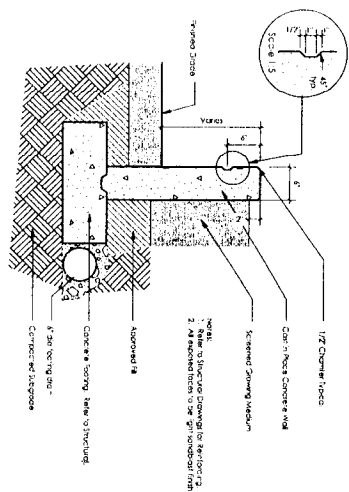 1/2"
1"
45°
typ
Scale 1:5
Finished Grade
Varies
6"
6"
2'
1/2" Chamfer Typical
Cast In Place Concrete Wall
Screened Growing Medium
Notes:
1. Refer to Structural Drawings for Reinforcing
2. All exposed faces to be light sandblast finish
Approved Fill
Concrete Footing - Refer to Structural.
6" dia footing drain
Compacted Subgrade